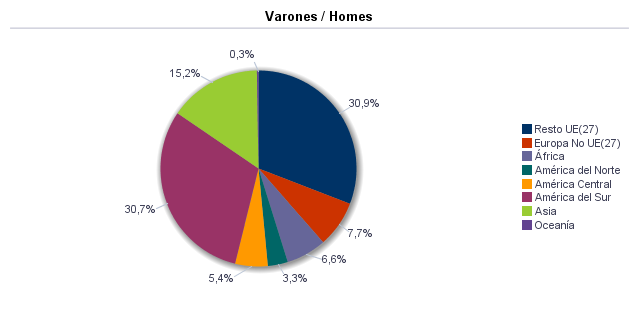 Varones / Homes
0,3%
15,2%
30,9%
30,7%
7,7%
6,6%
5,4%
3,3%
Resto UE(27)
Europa No UE(27)
África
América del Norte
América Central
América del Sur
Asia
Oceanía